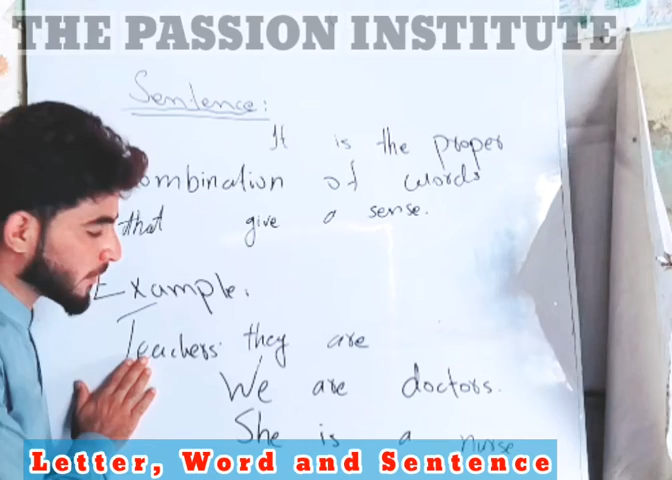 THE PASSION INSTITUTE
Sentence:
It is the proper
combination of words
that give a sense.
Example:
Teachers they are
We are doctors.
She is a nurse
Letter, Word and Sentence